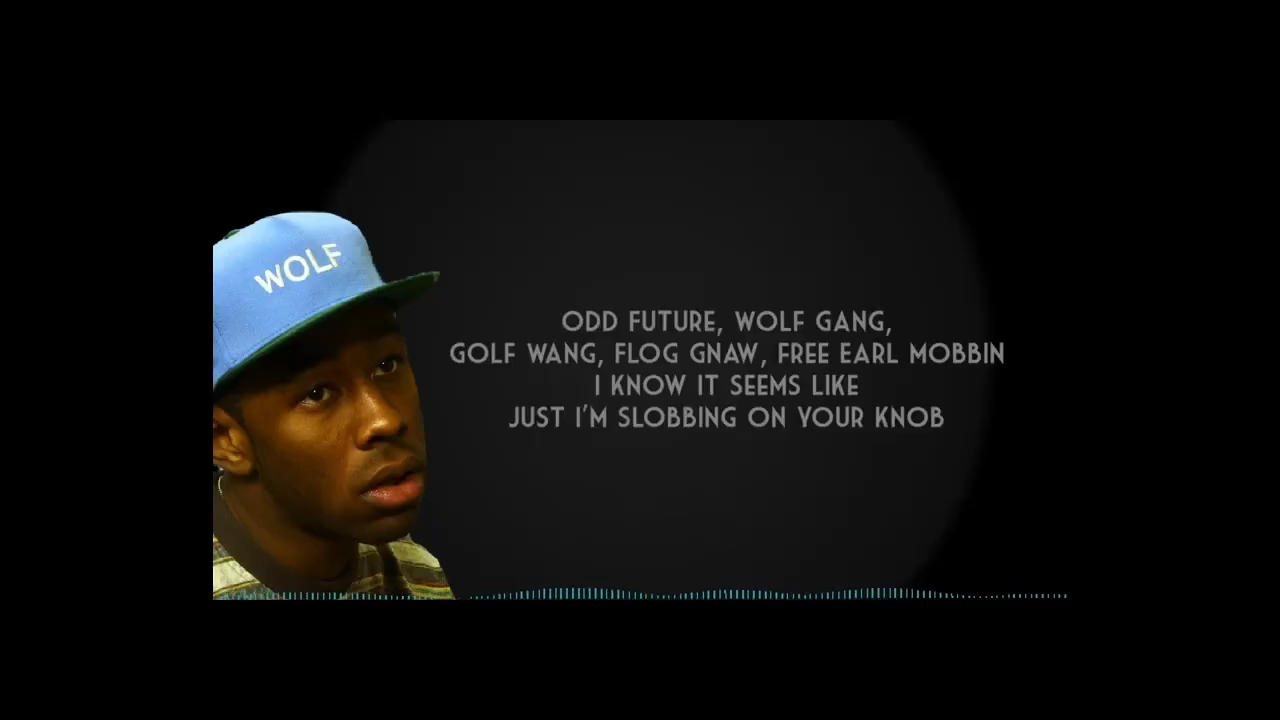 WOLF
ODD FUTURE, WOLF GANG,
GOLF WANG, FLOG GNAW, FREE EARL MOBBIN
I KNOW IT SEEMS LIKE
JUST I'M SLOBBING ON YOUR KNOB